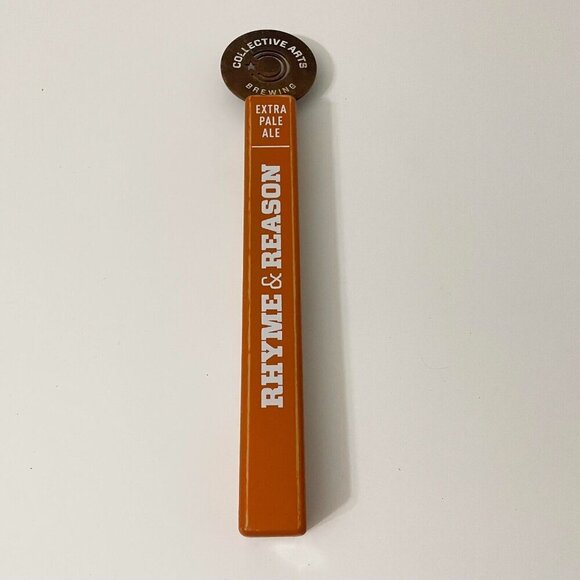 COLLECTIVE ARTS
BREWING
EXTRA
PALE
ALE
RHYME & REASON